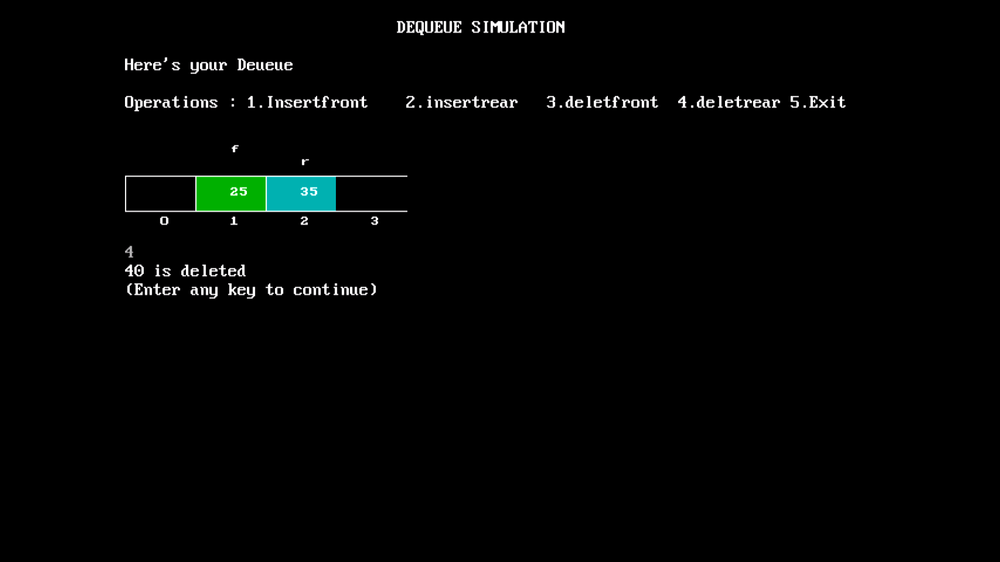 DEQUEUE SIMULATION
Here's your Deueue
Operations : 1.Insertfront 2.insertrear 3.deletfront 4.deletrear 5.Exit
f
r
25 35
0 1 2 3
4
40 is deleted
(Enter any key to continue)